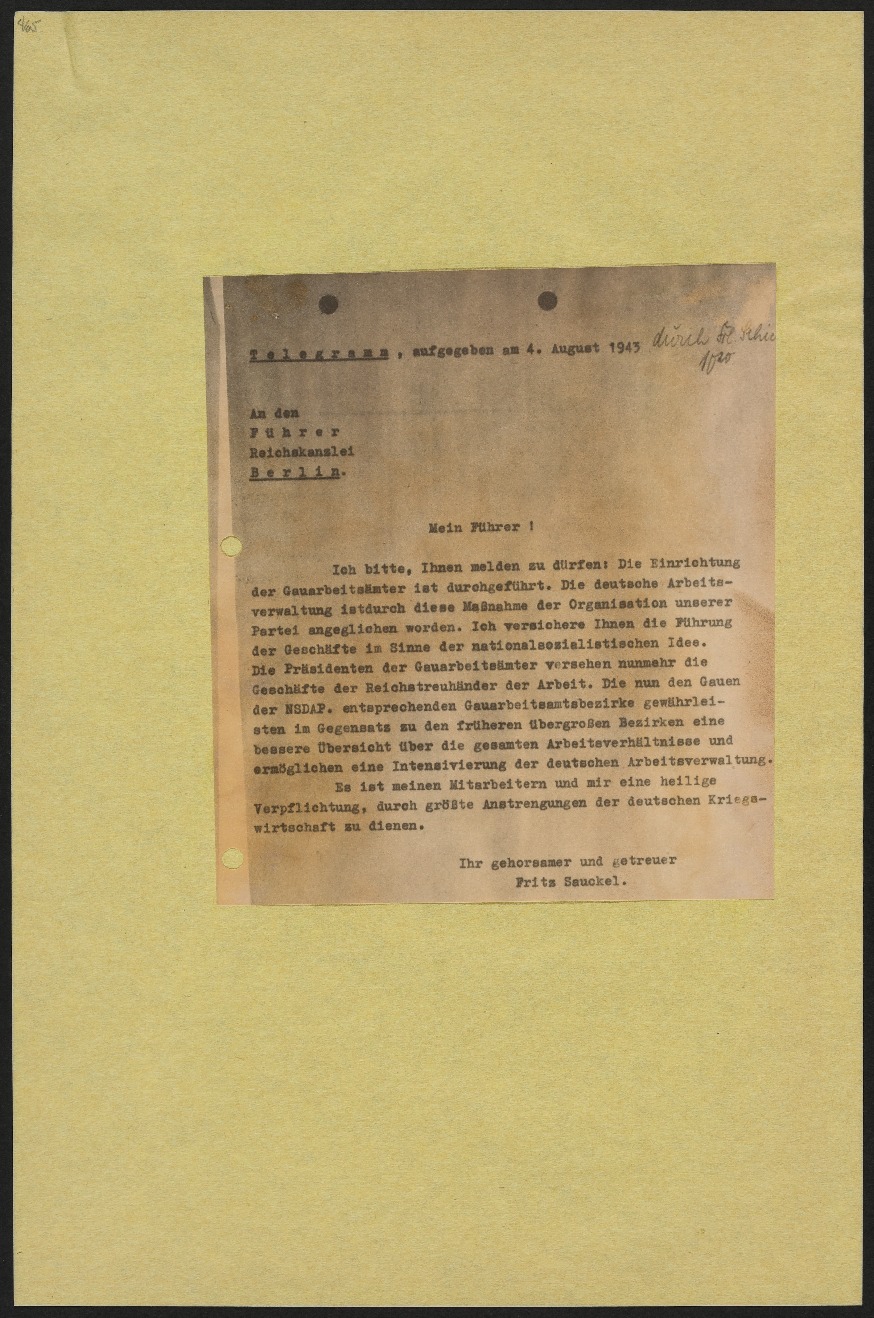 465
Telegramm, aufgegeben am 4. August 1943
durch
An den
Führer
Reichskanzlei
Berlin.
Mein Führer !
Ich bitte, Ihnen melden zu dürfen: Die Einrichtung
der Gauarbeitsämter ist durchgeführt. Die deutsche Arbeits-
verwaltung istdurch diese Maßnahme der Organisation unserer
Partei angeglichen worden. Ich versichere Ihnen die Führung
der Geschäfte im Sinne der nationalsozialistischen Idee.
Die Präsidenten der Gauarbeitsämter versehen nunmehr die
Geschäfte der Reichstreuhänder der Arbeit. Die nun den Gauen
der NSDAP. entsprechenden Gauarbeitsamtsbezirke gewährlei-
sten im Gegensatz zu den früheren übergroßen Bezirken eine
bessere Übersicht über die gesamten Arbeitsverhältnisse und
ermöglichen eine Intensivierung der deutschen Arbeitsverwaltung.
Es ist meinen Mitarbeitern und mir eine heilige
Verpflichtung, durch größte Anstrengungen der deutschen Kriegs-
wirtschaft zu dienen.
Ihr gehorsamer und getreuer
Fritz Sauckel.